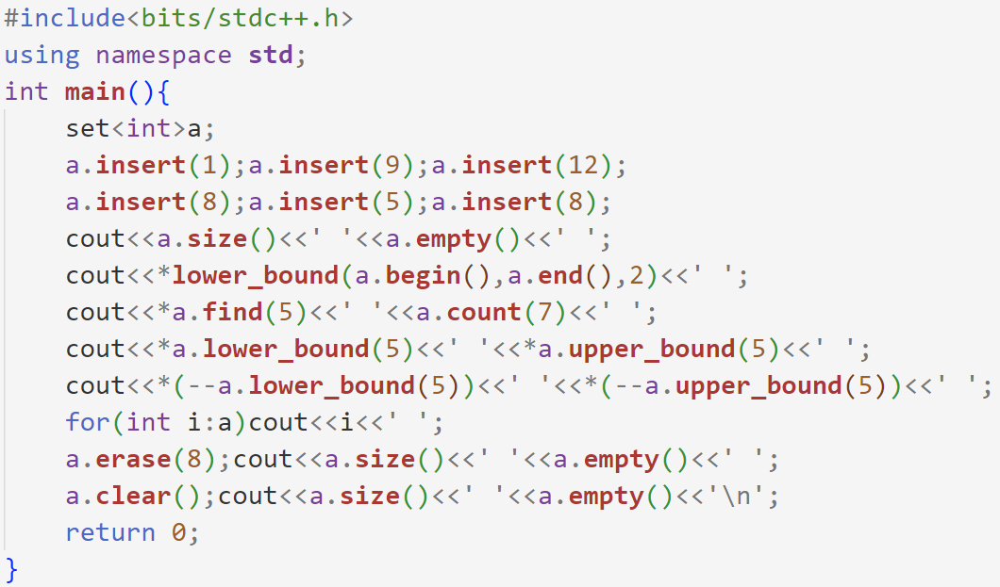 #include<bits/stdc++.h>
using namespace std;
int main(){
    set<int>a;
    a.insert(1);a.insert(9);a.insert(12);
    a.insert(8);a.insert(5);a.insert(8);
    cout<<a.size()<<' '<<a.empty()<<' ';
    cout<<*lower_bound(a.begin(),a.end(),2)<<' ';
    cout<<*a.find(5)<<' '<<a.count(7)<<' ';
    cout<<*a.lower_bound(5)<<' '<<*a.upper_bound(5)<<' ';
    cout<<*(--a.lower_bound(5))<<' '<<*(--a.upper_bound(5))<<' ';
    for(int i:a)cout<<i<<' ';
    a.erase(8);cout<<a.size()<<' '<<a.empty()<<' ';
    a.clear();cout<<a.size()<<' '<<a.empty()<<'\n';
    return 0;
}